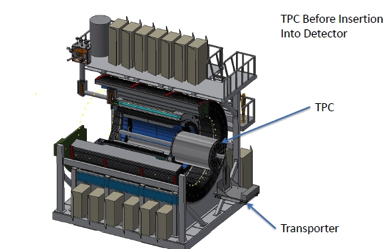 TPC Before Insertion
Into Detector
TPC
Transporter